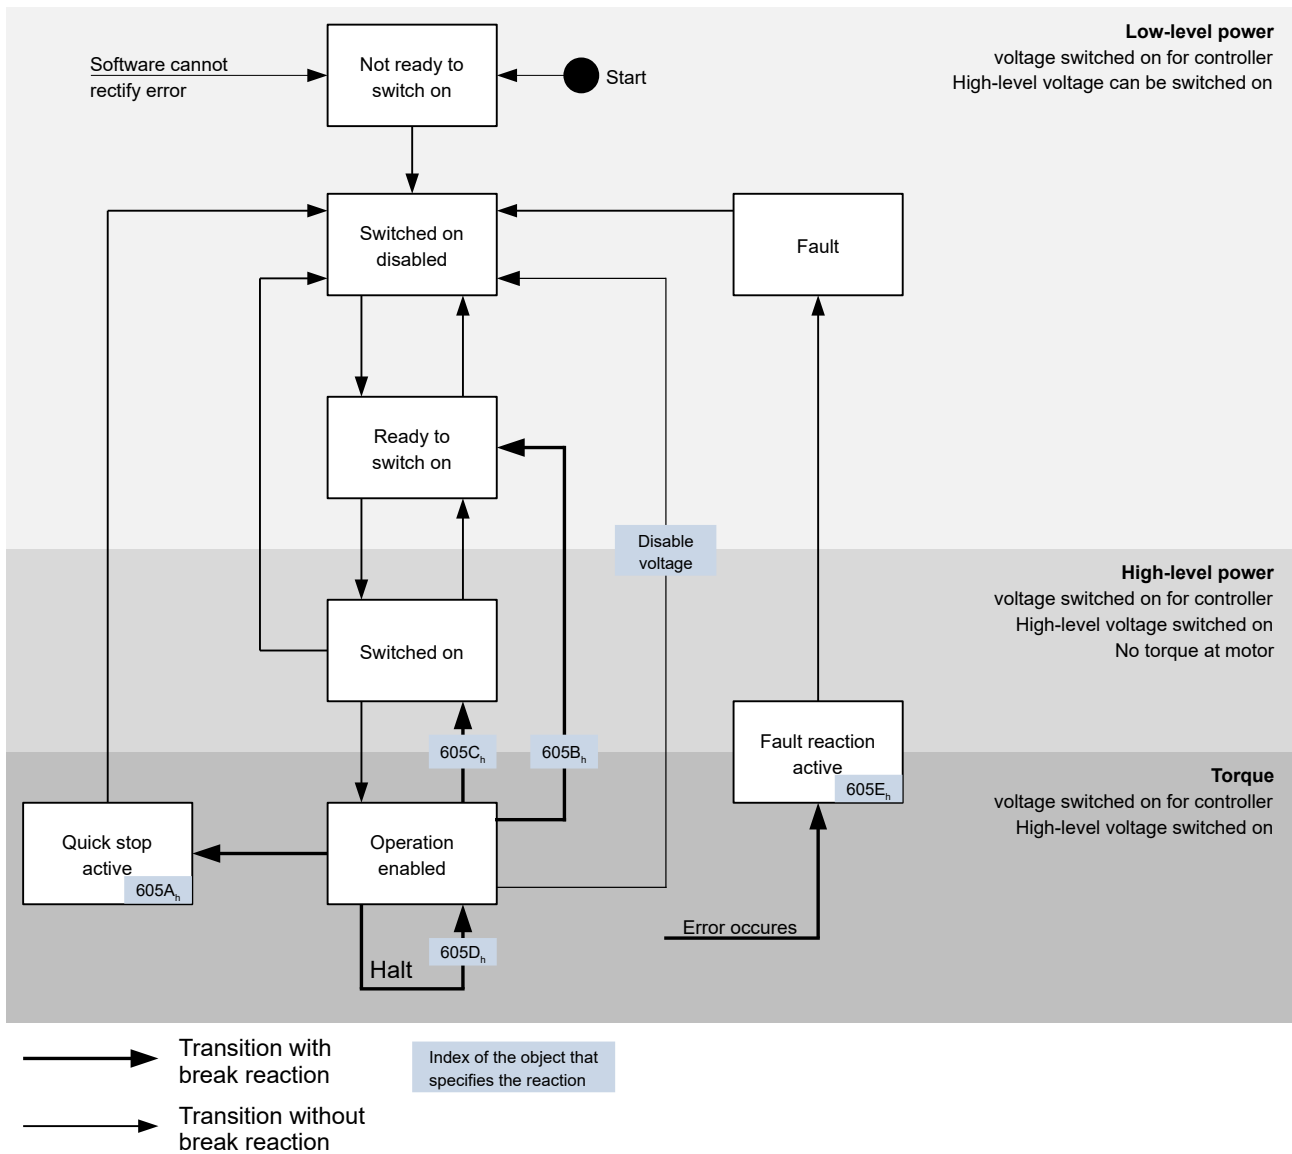 Low-level power
voltage switched on for controller
High-level voltage can be switched on
Software cannot
rectify error
Not ready to
switch on
Start
Switched on
disabled
Fault
Ready to
switch on
Disable
voltage
High-level power
voltage switched on for controller
High-level voltage switched on
No torque at motor
Switched on
605Ch
605Bh
Fault reaction
active
605Eh
Torque
voltage switched on for controller
High-level voltage switched on
Quick stop
active
605Ah
Operation
enabled
Error occures
605Dh
Halt
Transition with
break reaction
Index of the object that
specifies the reaction
Transition without
break reaction